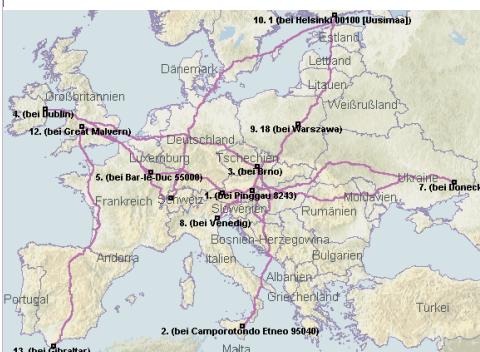 10. 1 (bei Helsinki 00100 [Uusimaa])
Estland
Lettland
Dänemark
Litauen
Großbritannien
Weißrußland
4. (bei Dublin)
12. (bei Great Malvern)
9. 18 (bei Warszawa)
Deutschland
Luxemburg
Tschechien
3. (bei Brno)
5. (bei Bar-le-Duc 55000)
Ukraine
7. (bei Doneck
Frankreich
Schweiz
1. (bei Pinggau 8243)
Moldavien
Slowenien
Rumänien
8. (bei Venedig)
Bosnien-Herzegowina
Andorra
Italien
Bulgarien
Albanien
Portugal
Griechenland
Türkei
2. (bei Camporotondo Etneo 95040)
13. (bei Gibraltar)
Malta